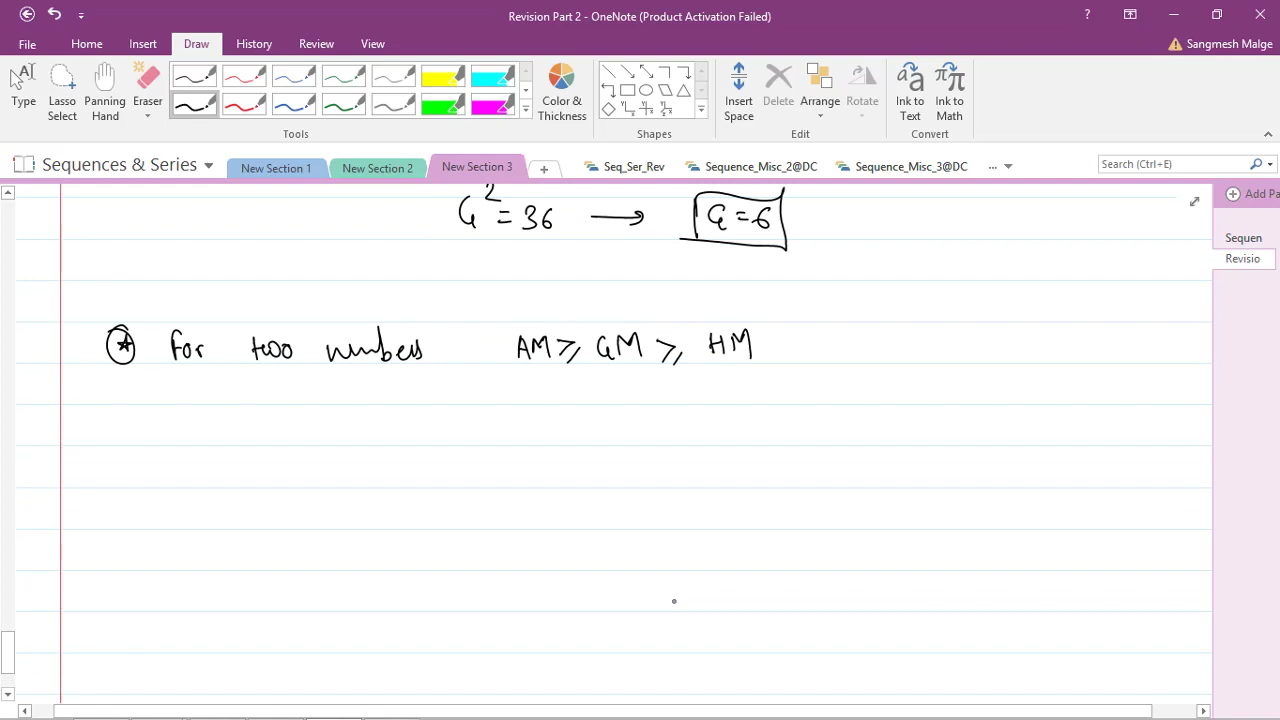 Revision Part 2 - OneNote (Product Activation Failed)
File Home Insert Draw History Review View Sangmesh Malge
Type Lasso Select Panning Hand Eraser Color & Thickness Insert Space Delete Arrange Rotate Ink to Text Ink to Math
Tools Shapes Edit Convert
Sequences & Series New Section 1 New Section 2 New Section 3 + Seq_Ser_Rev Sequence_Misc_2@DC Sequence_Misc_3@DC ... Search (Ctrl+E)
Add Pa
G² = 36 → G = 6
Sequen
Revisio
★ For two numbers AM ≥ GM ≥ HM